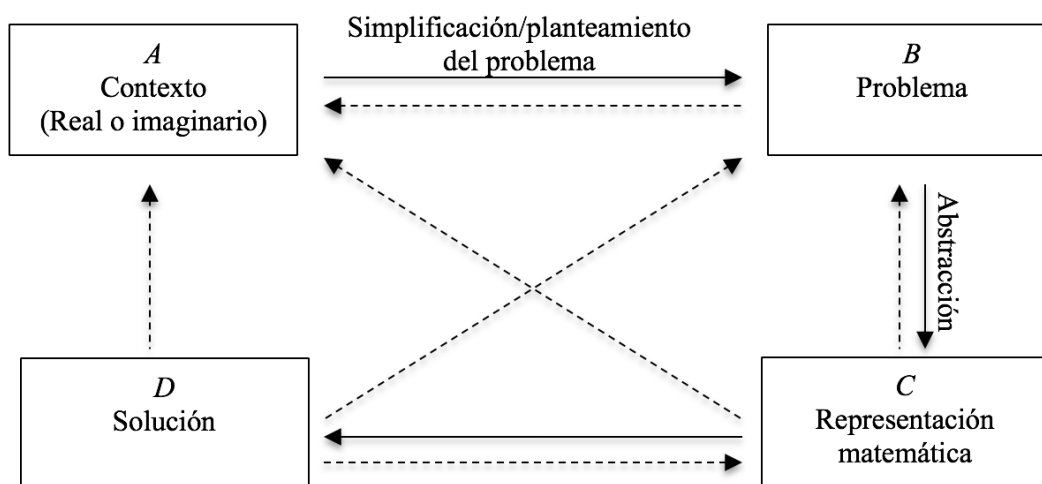 Simplificación/planteamiento
del problema
A
Contexto
(Real o imaginario)
B
Problema
Abstracción
D
Solución
C
Representación
matemática